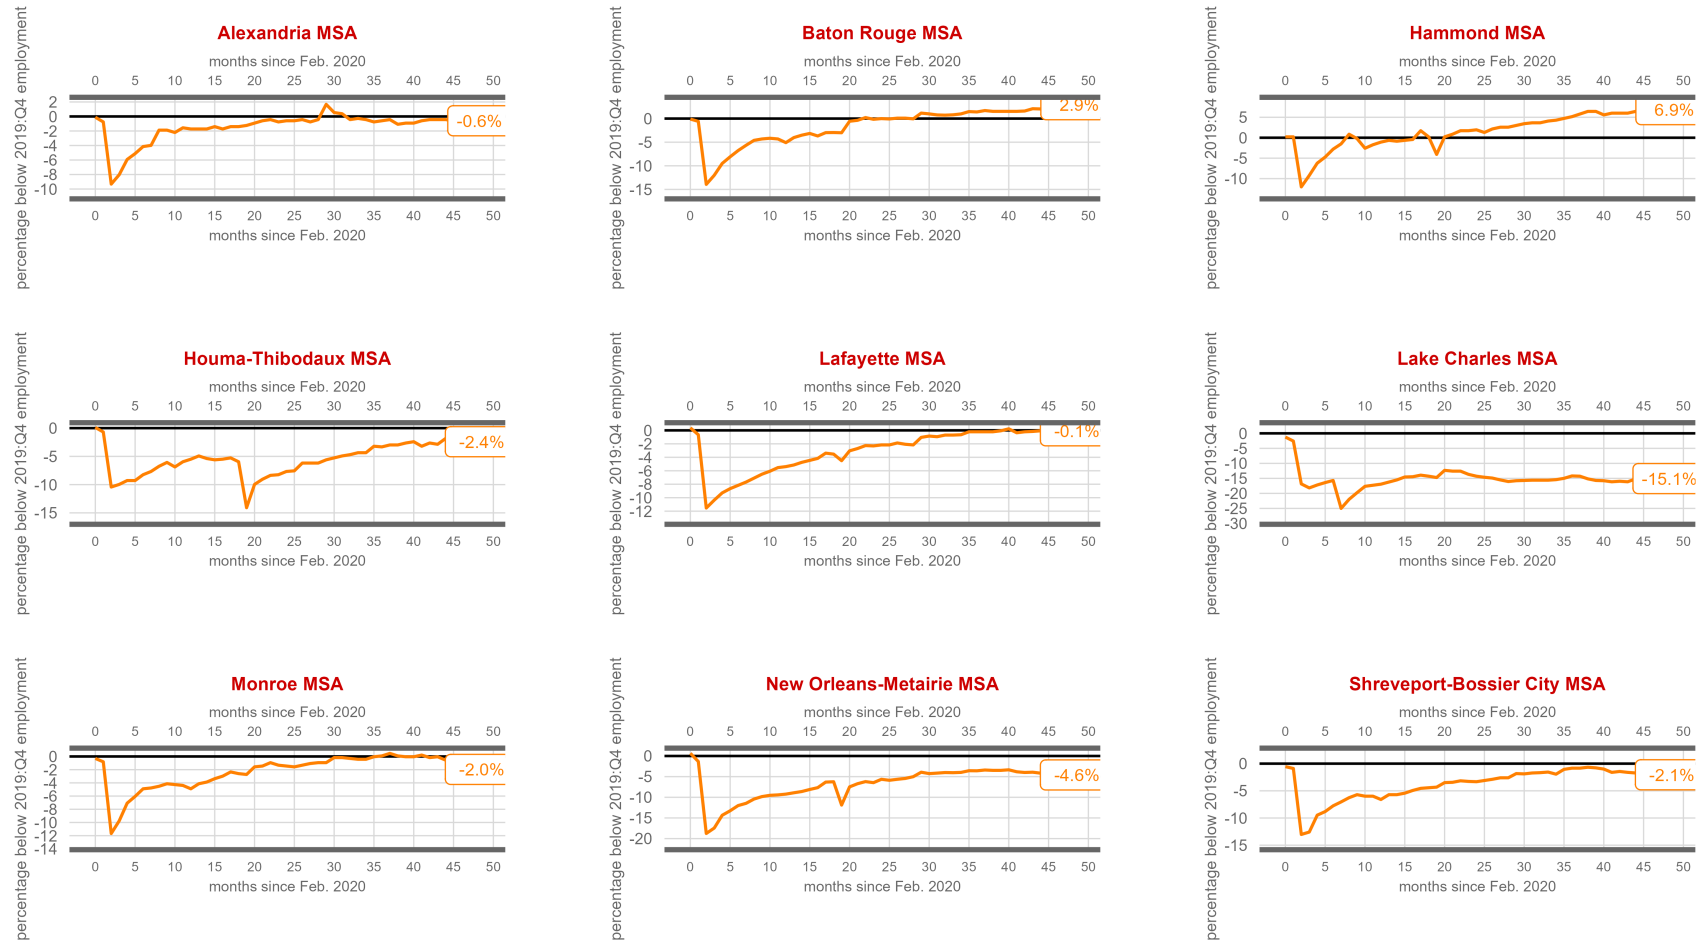 Alexandria MSA
months since Feb. 2020
0 5 10 15 20 25 30 35 40 45 50
percentage below 2019:Q4 employment
2
0
-2
-4
-6
-8
-10
-0.6%
0 5 10 15 20 25 30 35 40 45 50
months since Feb. 2020
Baton Rouge MSA
months since Feb. 2020
0 5 10 15 20 25 30 35 40 45 50
percentage below 2019:Q4 employment
0
-5
-10
-15
2.9%
0 5 10 15 20 25 30 35 40 45 50
months since Feb. 2020
Hammond MSA
months since Feb. 2020
0 5 10 15 20 25 30 35 40 45 50
percentage below 2019:Q4 employment
5
0
-5
-10
6.9%
0 5 10 15 20 25 30 35 40 45 50
months since Feb. 2020
Houma-Thibodaux MSA
months since Feb. 2020
0 5 10 15 20 25 30 35 40 45 50
percentage below 2019:Q4 employment
0
-5
-10
-15
-2.4%
0 5 10 15 20 25 30 35 40 45 50
months since Feb. 2020
Lafayette MSA
months since Feb. 2020
0 5 10 15 20 25 30 35 40 45 50
percentage below 2019:Q4 employment
0
-2
-4
-6
-8
-10
-12
-0.1%
0 5 10 15 20 25 30 35 40 45 50
months since Feb. 2020
Lake Charles MSA
months since Feb. 2020
0 5 10 15 20 25 30 35 40 45 50
percentage below 2019:Q4 employment
0
-5
-10
-15
-20
-25
-30
-15.1%
0 5 10 15 20 25 30 35 40 45 50
months since Feb. 2020
Monroe MSA
months since Feb. 2020
0 5 10 15 20 25 30 35 40 45 50
percentage below 2019:Q4 employment
0
-2
-4
-6
-8
-10
-12
-14
-2.0%
0 5 10 15 20 25 30 35 40 45 50
months since Feb. 2020
New Orleans-Metairie MSA
months since Feb. 2020
0 5 10 15 20 25 30 35 40 45 50
percentage below 2019:Q4 employment
0
-5
-10
-15
-20
-4.6%
0 5 10 15 20 25 30 35 40 45 50
months since Feb. 2020
Shreveport-Bossier City MSA
months since Feb. 2020
0 5 10 15 20 25 30 35 40 45 50
percentage below 2019:Q4 employment
0
-5
-10
-15
-2.1%
0 5 10 15 20 25 30 35 40 45 50
months since Feb. 2020